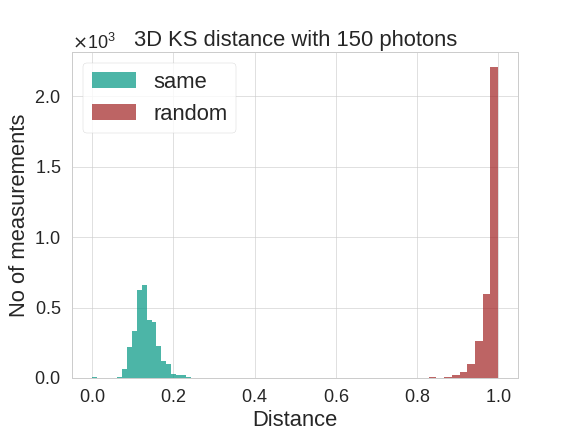 ×10³ 3D KS distance with 150 photons
same
random
No of measurements
2.0
1.5
1.0
0.5
0.0
0.0 0.2 0.4 0.6 0.8 1.0
Distance